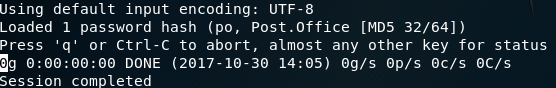 Using default input encoding: UTF-8
Loaded 1 password hash (po, Post.Office [MD5 32/64])
Press 'q' or Ctrl-C to abort, almost any other key for status
0g 0:00:00:00 DONE (2017-10-30 14:05) 0g/s 0p/s 0c/s 0C/s
Session completed